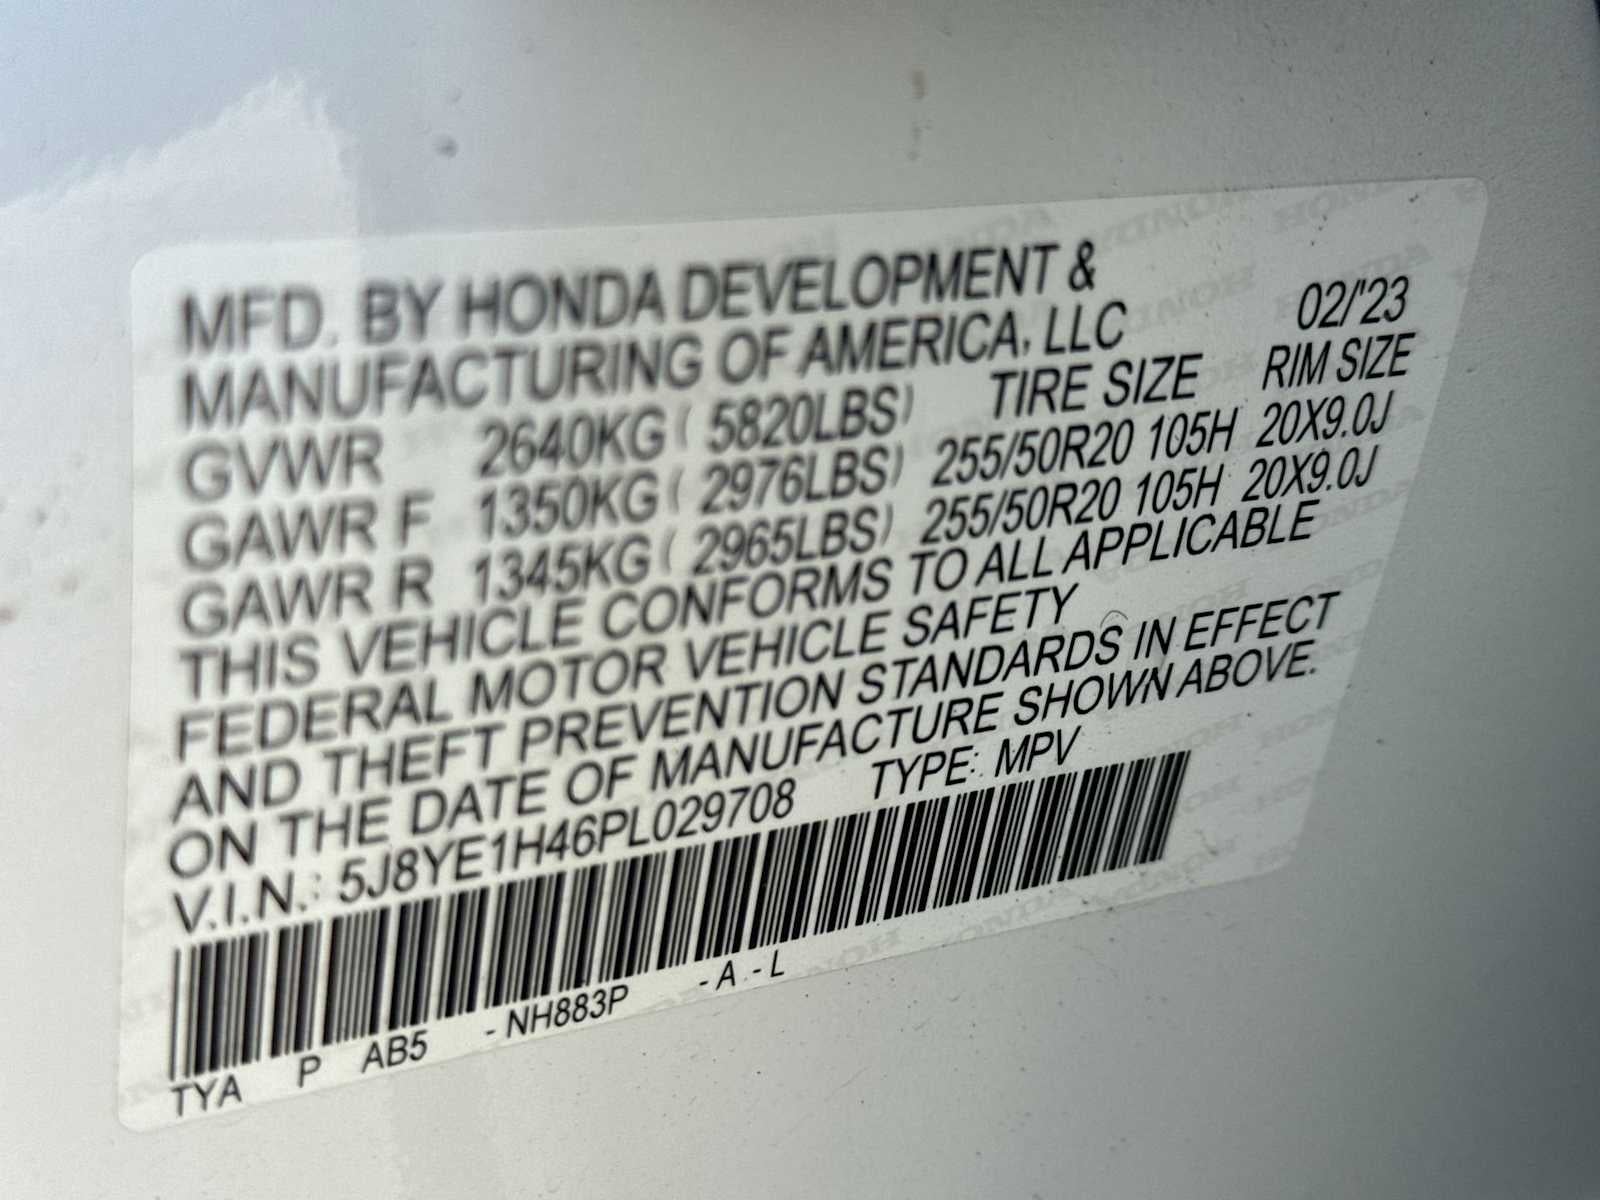 MFD. BY HONDA DEVELOPMENT &
MANUFACTURING OF AMERICA, LLC 02/'23
GVWR 2640KG ( 5820LBS) TIRE SIZE RIM SIZE
GAWR F 1350KG ( 2976LBS) 255/50R20 105H 20X9.0J
GAWR R 1345KG ( 2965LBS) 255/50R20 105H 20X9.0J
THIS VEHICLE CONFORMS TO ALL APPLICABLE
FEDERAL MOTOR VEHICLE SAFETY
AND THEFT PREVENTION STANDARDS IN EFFECT
ON THE DATE OF MANUFACTURE SHOWN ABOVE.
V.I.N.: 5J8YE1H46PL029708 TYPE: MPV
TYA P AB5 - NH883P - A - L